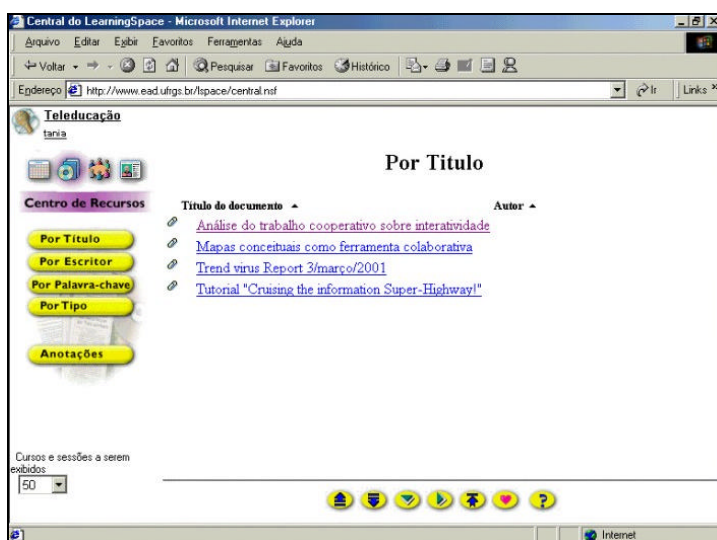 Central do LearningSpace - Microsoft Internet Explorer
Arquivo Editar Exibir Favoritos Ferramentas Ajuda
Voltar Pesquisar Favoritos Histórico
Endereço http://www.ead.ufrgs.br/lspace/central.nsf Ir Links »
Teleducação
tania
Por Titulo
Centro de Recursos
Título do documento Autor
Análise do trabalho cooperativo sobre interatividade
Mapas conceituais como ferramenta colaborativa
Trend virus Report 3/março/2001
Tutorial "Cruising the information Super-Highway!"
Por Título
Por Escritor
Por Palavra-chave
Por Tipo
Anotações
Cursos e sessões a serem
exibidos
50
?
Internet